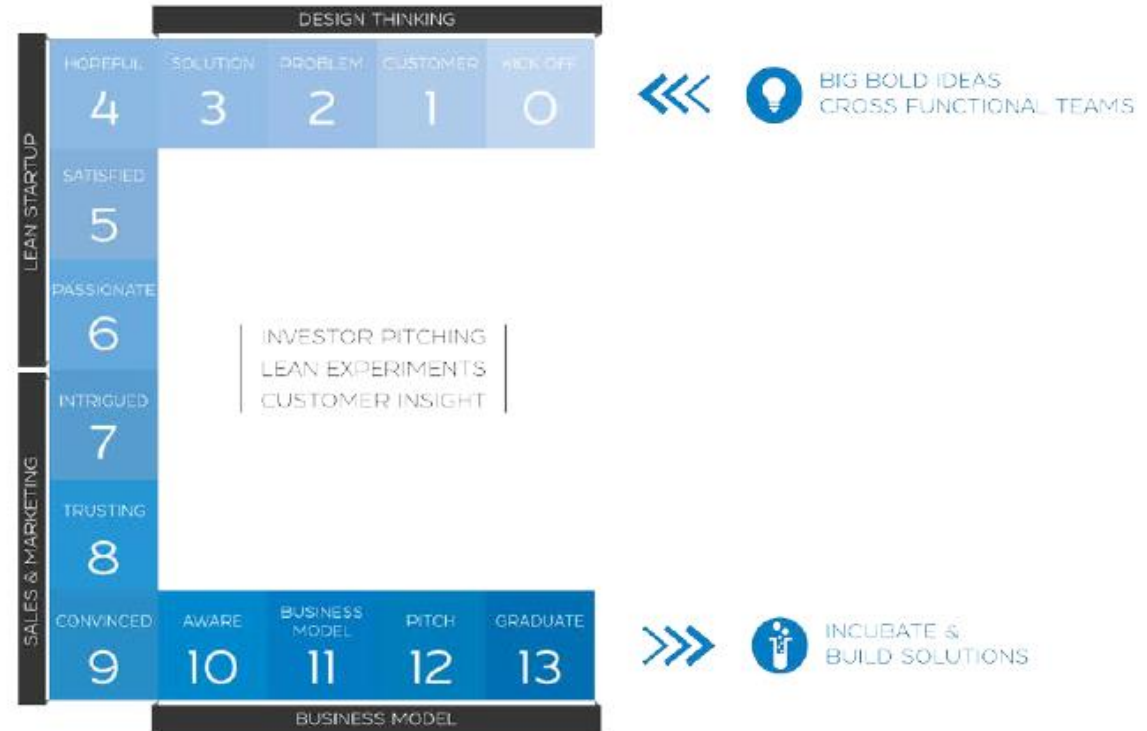 DESIGN THINKING
HOPEFUL SOLUTION PROBLEM CUSTOMER KICK OFF
4 3 2 1 0
BIG BOLD IDEAS
CROSS FUNCTIONAL TEAMS
LEAN STARTUP
SATISFIED
5
PASSIONATE
6
INVESTOR PITCHING
LEAN EXPERIMENTS
CUSTOMER INSIGHT
SALES & MARKETING
INTRIGUED
7
TRUSTING
8
CONVINCED AWARE BUSINESS MODEL PITCH GRADUATE
9 10 11 12 13
INCUBATE &
BUILD SOLUTIONS
BUSINESS MODEL